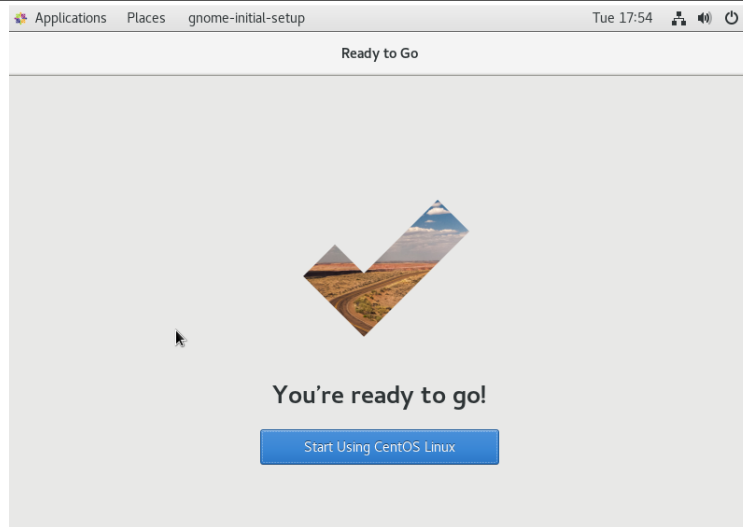 Applications Places gnome-initial-setup Tue 17:54
Ready to Go
You're ready to go!
Start Using CentOS Linux